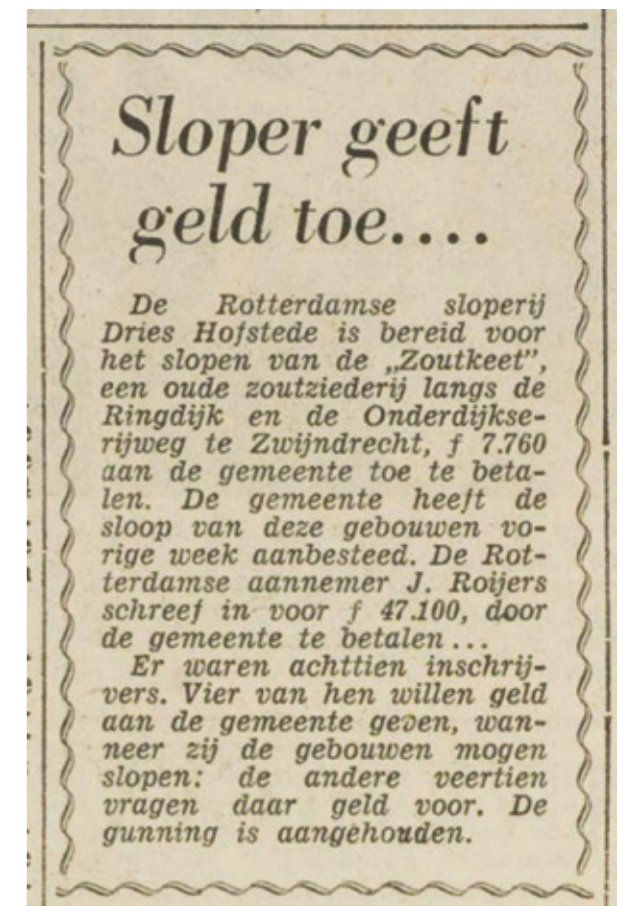 Sloper geeft
geld toe....
De Rotterdamse sloperij
Dries Hofstede is bereid voor
het slopen van de „Zoutkeet”,
een oude zoutziederij langs de
Ringdijk en de Onderdijkse-
rijweg te Zwijndrecht, f 7.760
aan de gemeente toe te beta-
len. De gemeente heeft de
sloop van deze gebouwen vo-
rige week aanbesteed. De Rot-
terdamse aannemer J. Roijers
schreef in voor f 47.100, door
de gemeente te betalen ...
Er waren achttien inschrij-
vers. Vier van hen willen geld
aan de gemeente geven, wan-
neer zij de gebouwen mogen
slopen: de andere veertien
vragen daar geld voor. De
gunning is aangehouden.